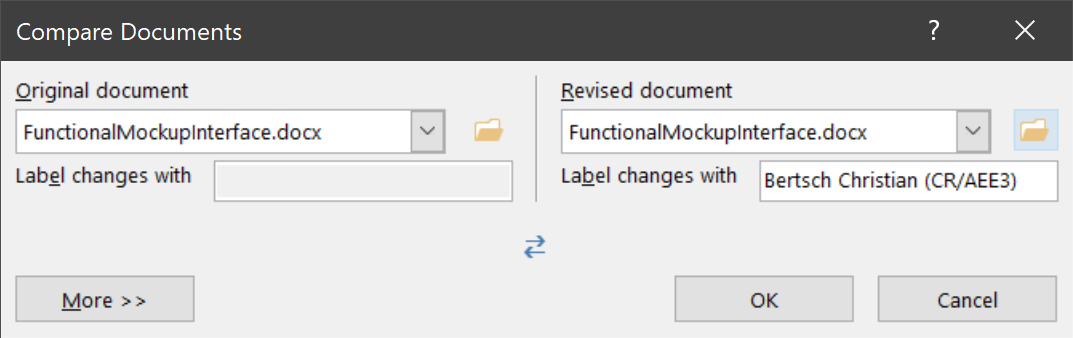 Compare Documents ?
Original document
FunctionalMockupInterface.docx
Label changes with
Revised document
FunctionalMockupInterface.docx
Label changes with Bertsch Christian (CR/AEE3)
More >> OK Cancel